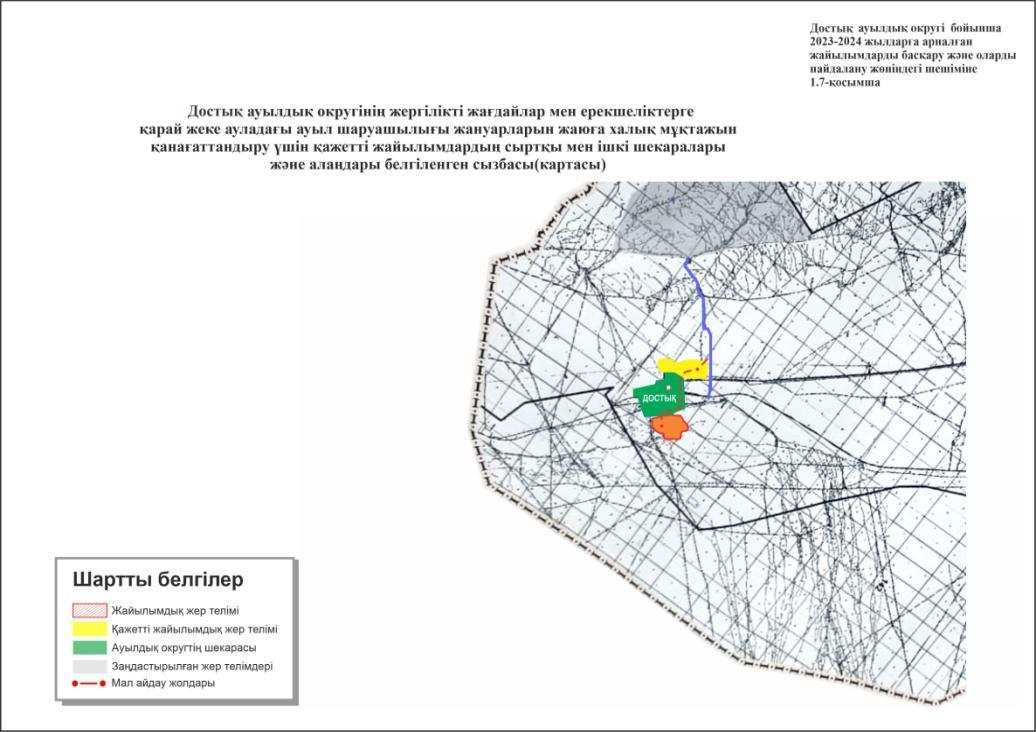 Достық ауылдық округі бойынша
2023-2024 жылдарға арналған
жайылымдарды басқару және оларды
пайдалану жөніндегі шешіміне
1.7-қосымша
Достық ауылдық округінің жергілікті жағдайлар мен ерекшеліктерге
қарай жеке ауладағы ауыл шаруашылығы жануарларын жаюға халық мұқтажын
қанағаттандыру үшін қажетті жайылымдардың сыртқы мен ішкі шекаралары
және алаңдары белгіленген сызбасы(картасы)
ДОСТЫҚ
Шартты белгілер
Жайылымдық жер телімі
Қажетті жайылымдық жер телімі
Ауылдық округтің шекарасы
Заңдастырылған жер телімдері
Мал айдау жолдары